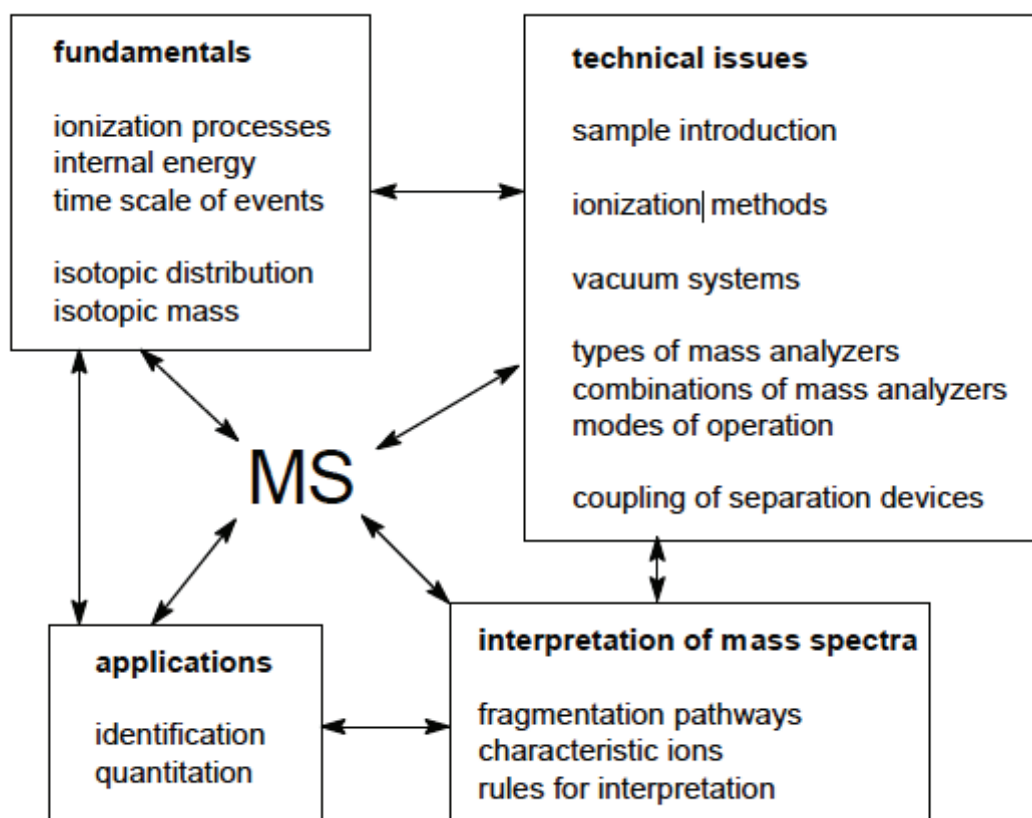 fundamentals
ionization processes
internal energy
time scale of events
isotopic distribution
isotopic mass
technical issues
sample introduction
ionization methods
vacuum systems
types of mass analyzers
combinations of mass analyzers
modes of operation
coupling of separation devices
MS
applications
identification
quantitation
interpretation of mass spectra
fragmentation pathways
characteristic ions
rules for interpretation